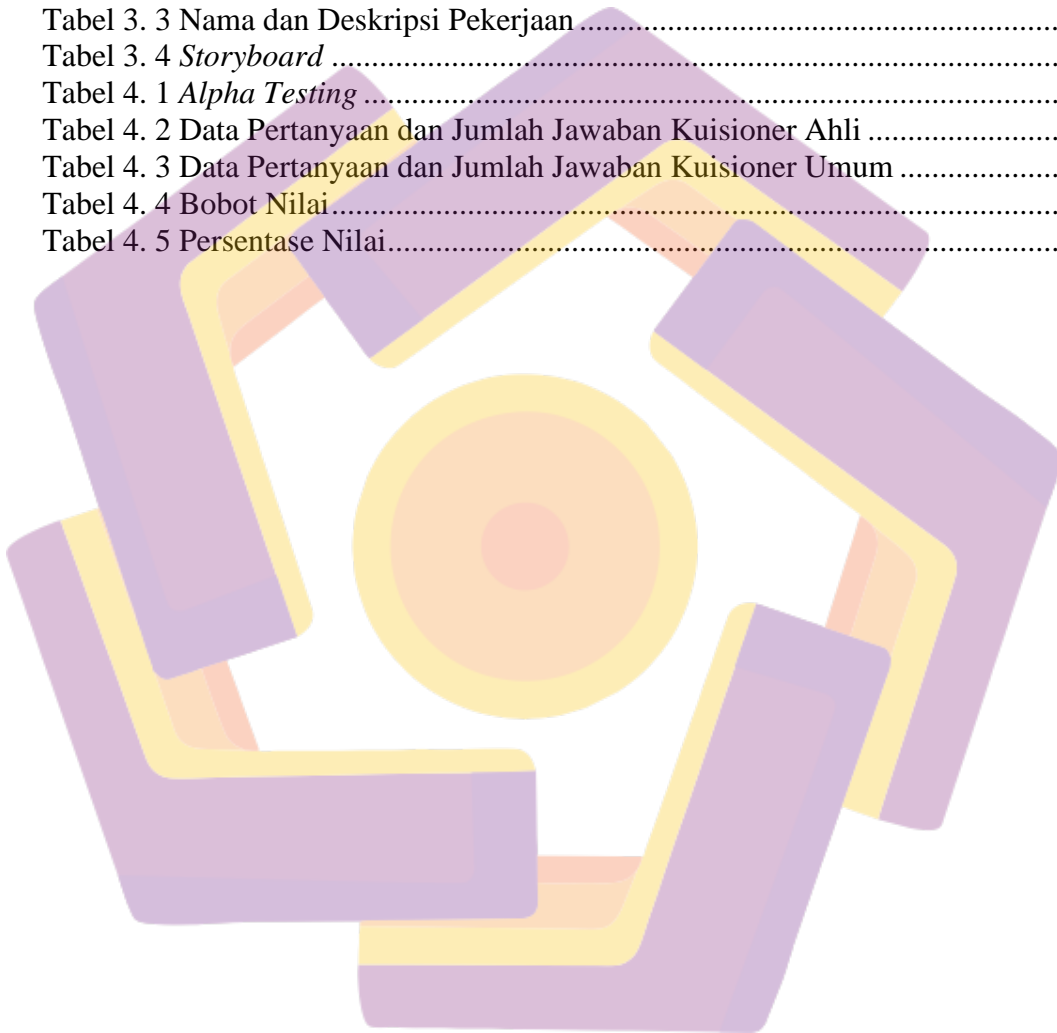 Tabel 3. 3 Nama dan Deskripsi Pekerjaan ................................................................
Tabel 3. 4 Storyboard ................................................................................................
Tabel 4. 1 Alpha Testing ............................................................................................
Tabel 4. 2 Data Pertanyaan dan Jumlah Jawaban Kuisioner Ahli ............................
Tabel 4. 3 Data Pertanyaan dan Jumlah Jawaban Kuisioner Umum .......................
Tabel 4. 4 Bobot Nilai................................................................................................
Tabel 4. 5 Persentase Nilai........................................................................................